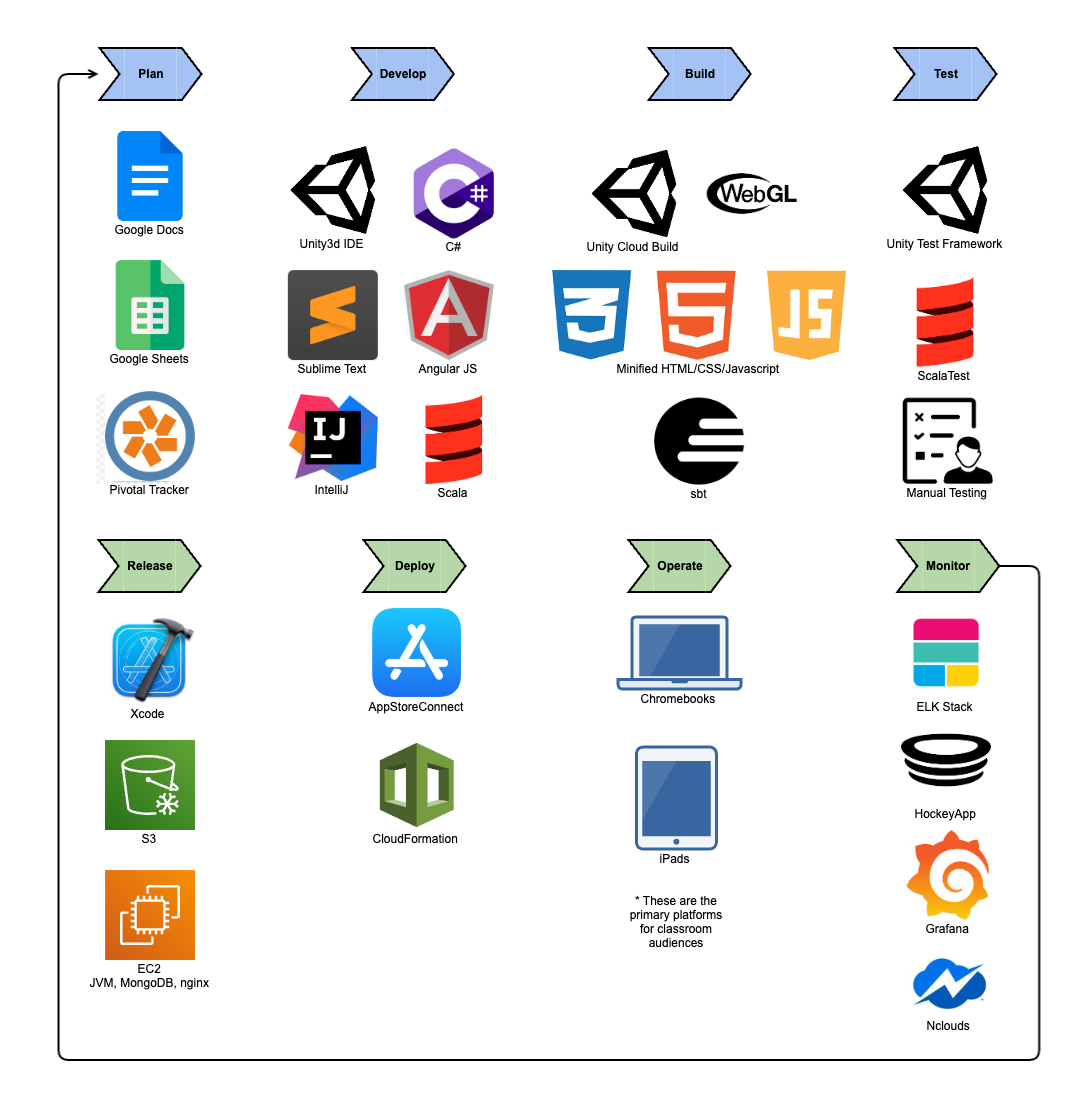 Plan
Develop
Build
Test
Google Docs
Unity3d IDE
C#
C#
Unity Cloud Build
WebGL
Unity Test Framework
Google Sheets
Sublime Text
Angular JS
A
3
5
JS
Minified HTML/CSS/Javascript
ScalaTest
Pivotal Tracker
IJ
IntelliJ
Scala
sbt
Manual Testing
Release
Deploy
Operate
Monitor
Xcode
AppStoreConnect
Chromebooks
ELK Stack
S3
CloudFormation
iPads
HockeyApp
* These are the
primary platforms
for classroom
audiences
Grafana
EC2
JVM, MongoDB, nginx
Nclouds